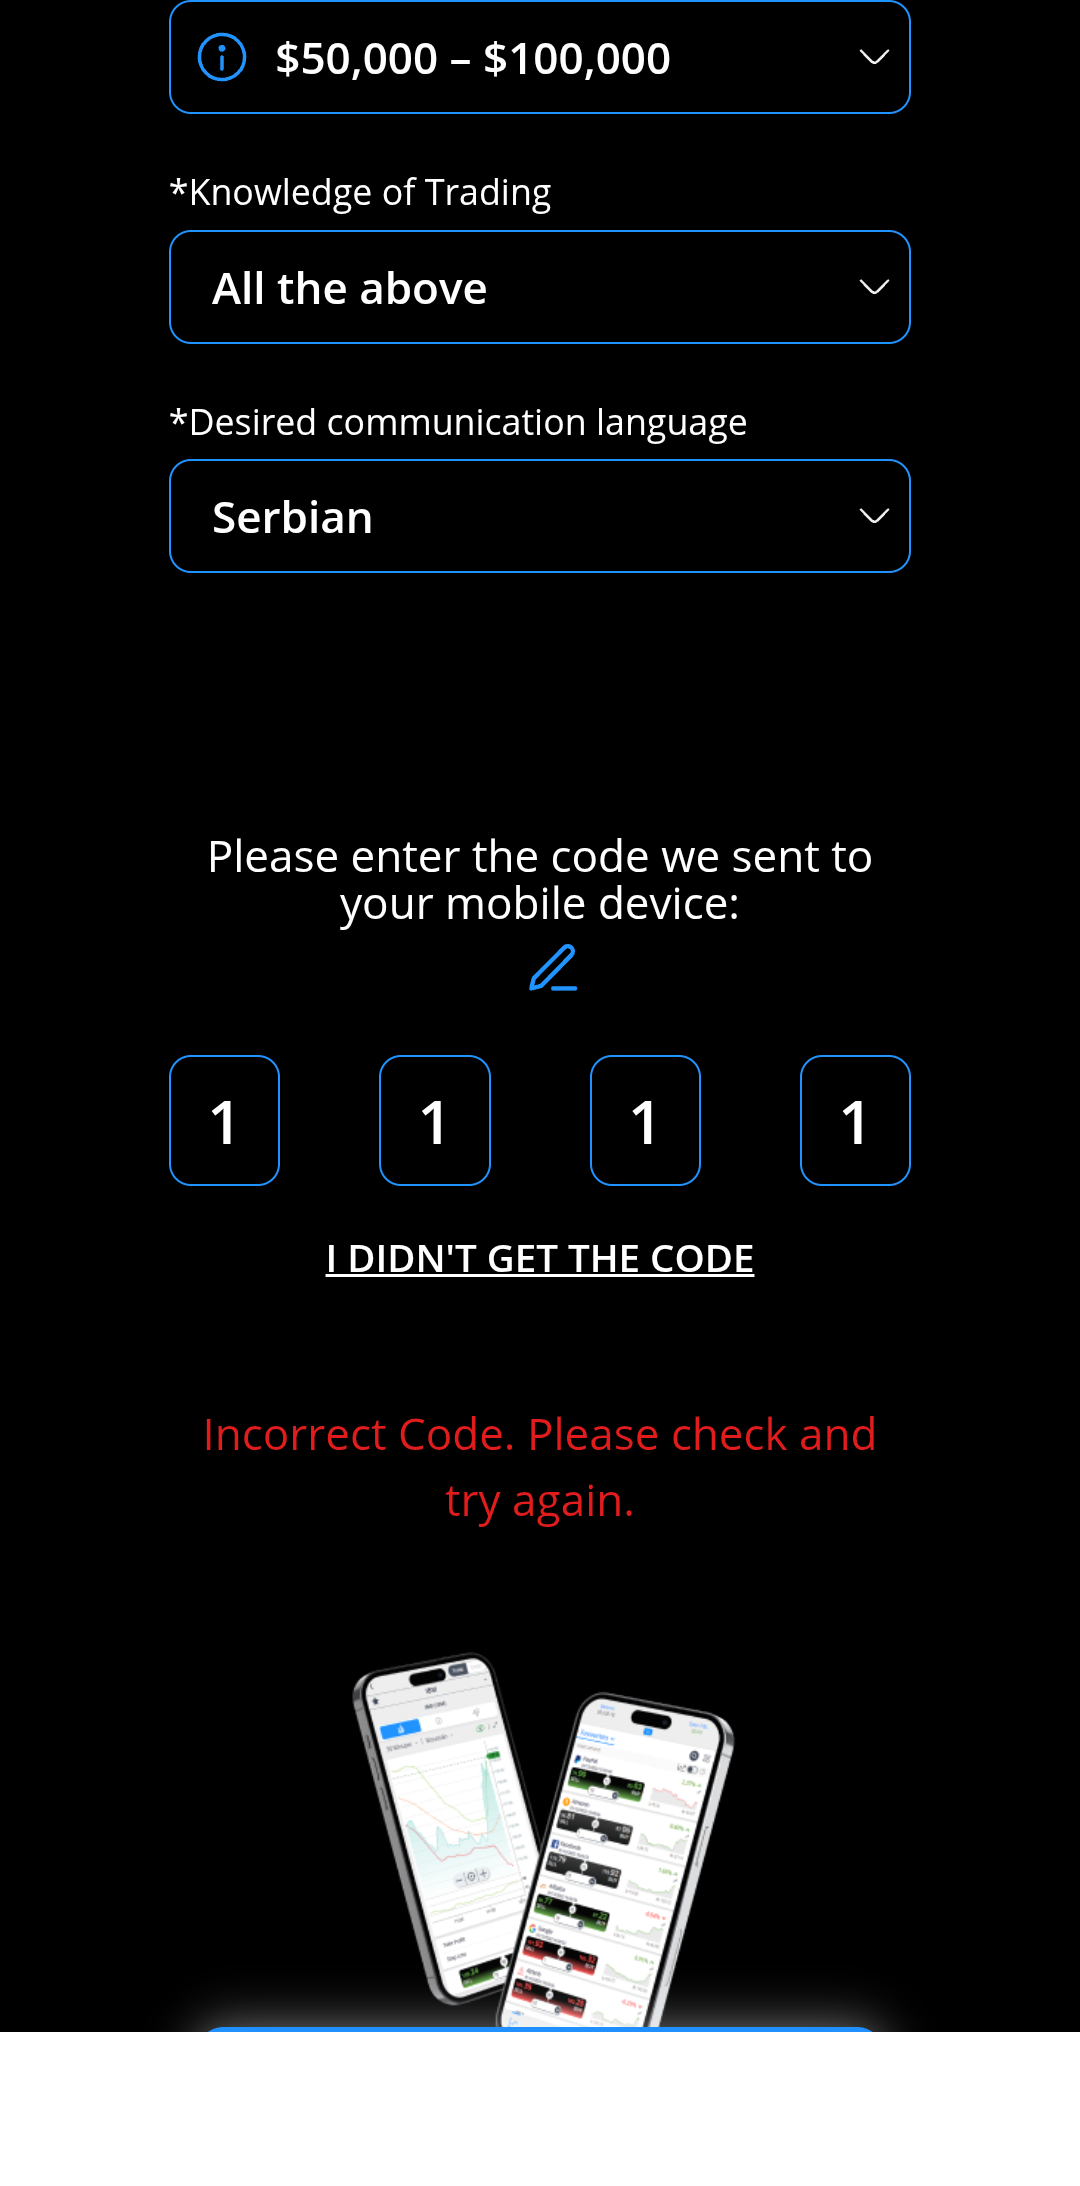 $50,000 – $100,000
*Knowledge of Trading
All the above
*Desired communication language
Serbian
Please enter the code we sent to
your mobile device:
1 1 1 1
I DIDN'T GET THE CODE
Incorrect Code. Please check and
try again.